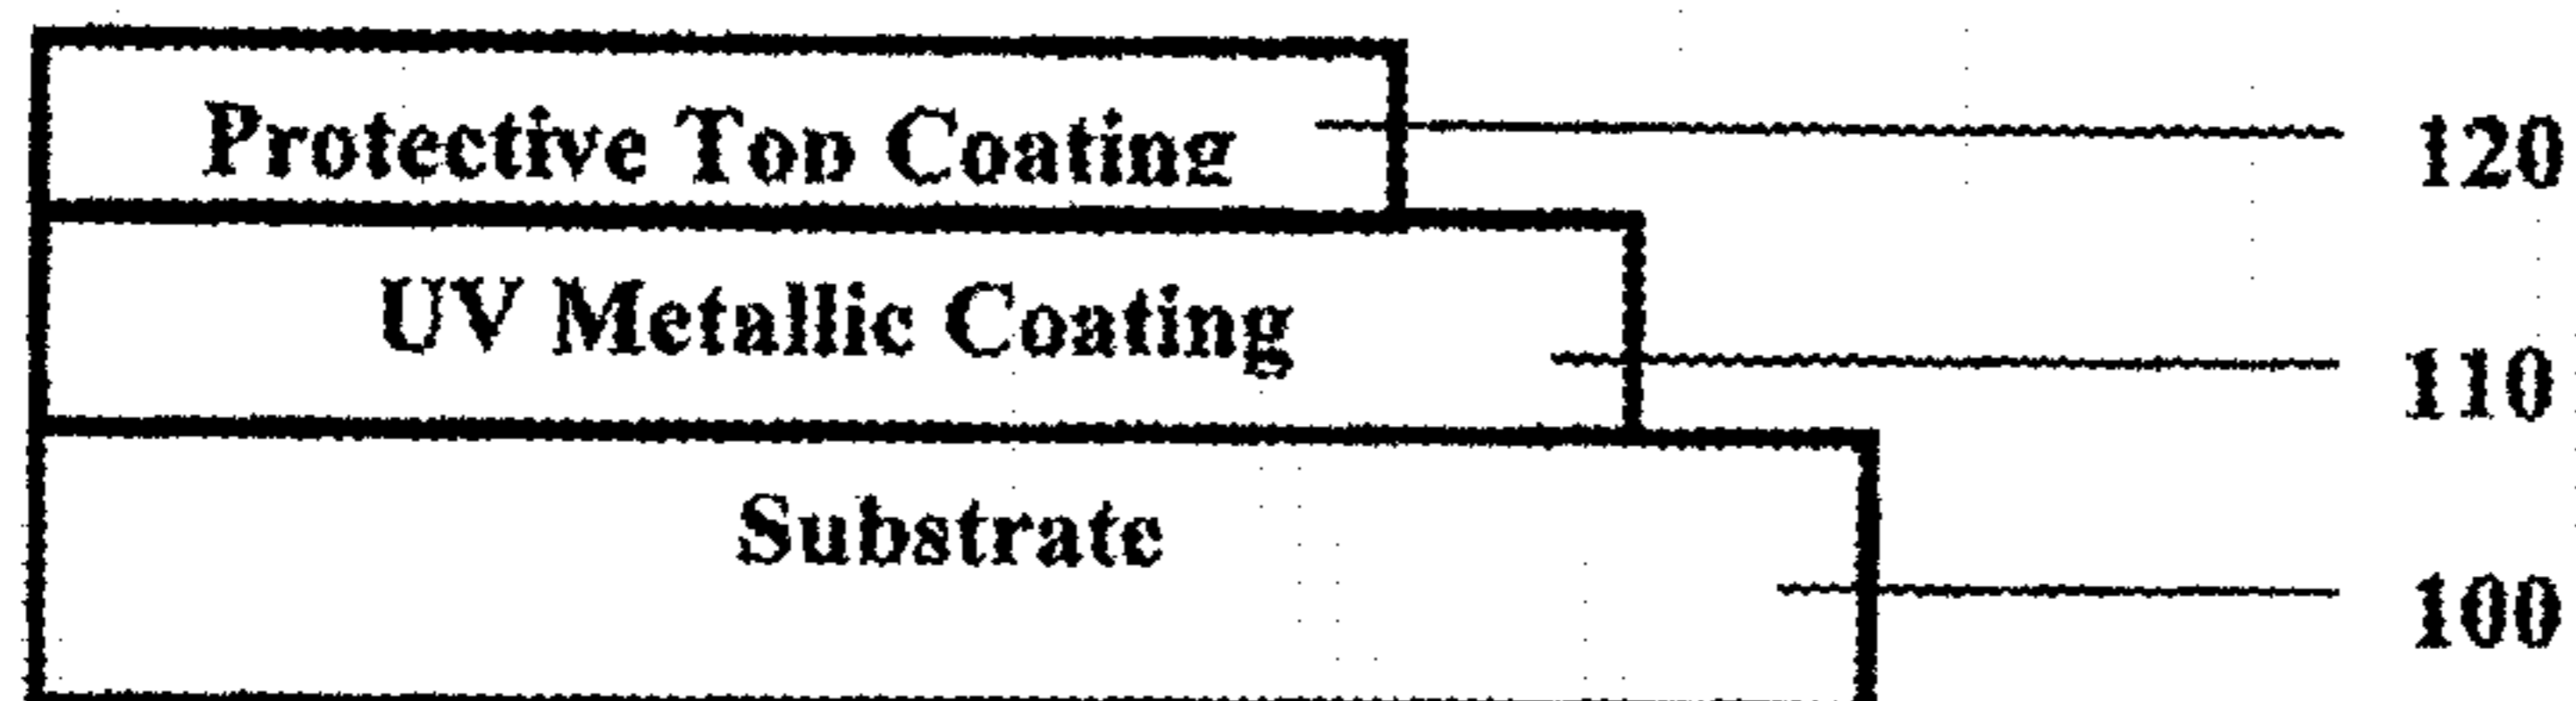 Protective Top Coating 120
UV Metallic Coating 110
Substrate 100